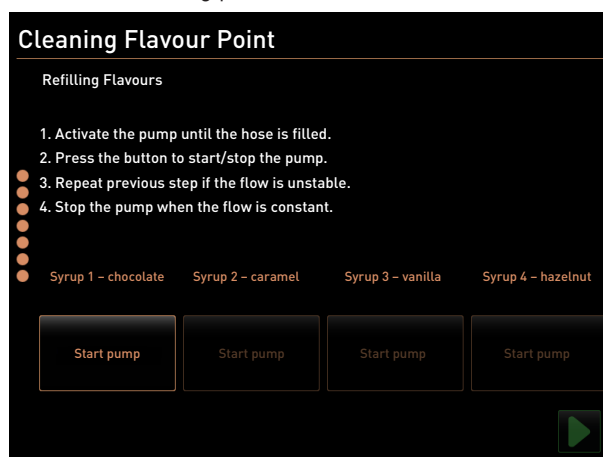 Cleaning Flavour Point
Refilling Flavours
1. Activate the pump until the hose is filled.
2. Press the button to start/stop the pump.
3. Repeat previous step if the flow is unstable.
4. Stop the pump when the flow is constant.
Syrup 1 – chocolate Syrup 2 – caramel Syrup 3 – vanilla Syrup 4 – hazelnut
Start pump Start pump Start pump Start pump